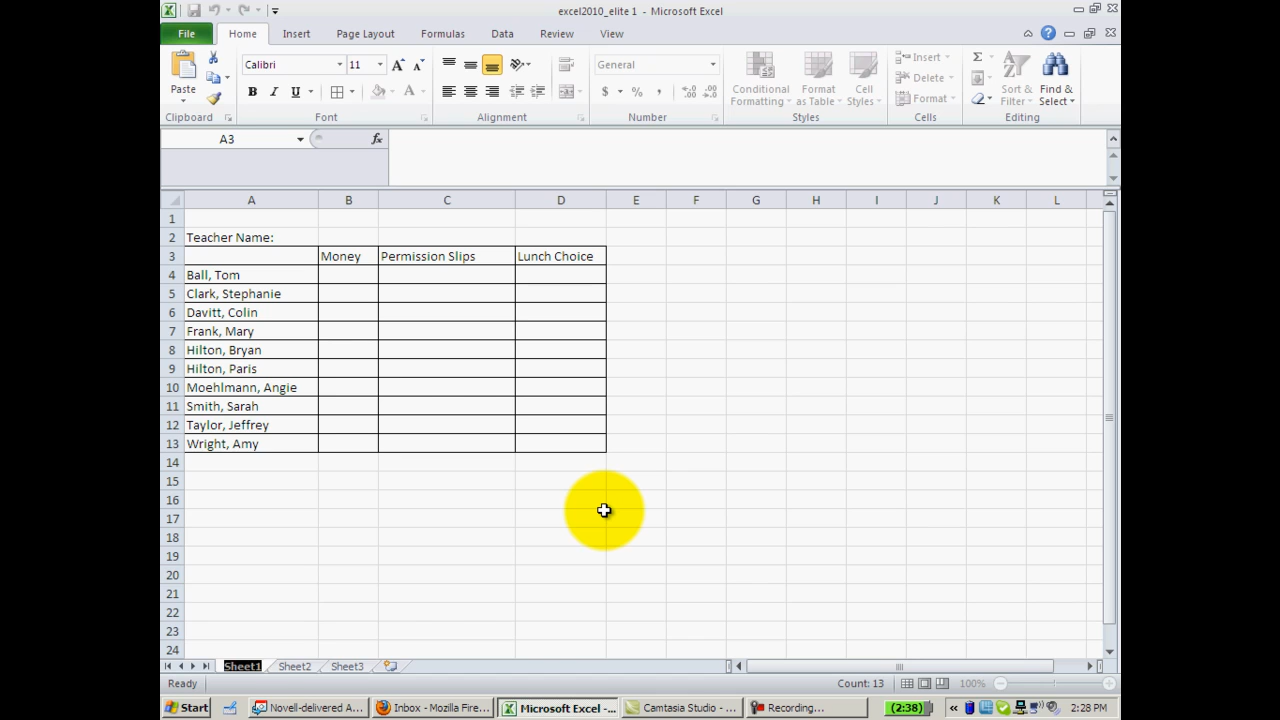 excel2010_elite 1 - Microsoft Excel
File Home Insert Page Layout Formulas Data Review View
Calibri 11 General
Paste
Conditional Formatting
Format as Table
Cell Styles
Insert
Delete
Format
Sort & Filter
Find & Select
Clipboard Font Alignment Number Styles Cells Editing
A3 fx
A B C D E F G H I J K L
1
2 Teacher Name:
3 Money Permission Slips Lunch Choice
4 Ball, Tom
5 Clark, Stephanie
6 Davitt, Colin
7 Frank, Mary
8 Hilton, Bryan
9 Hilton, Paris
10 Moehlmann, Angie
11 Smith, Sarah
12 Taylor, Jeffrey
13 Wright, Amy
14
15
16
17
18
19
20
21
22
23
24
Sheet1 Sheet2 Sheet3
Ready Count: 13 100%
Start Novell-delivered A... Inbox - Mozilla Fire... Microsoft Excel -... Camtasia Studio - ... Recording... (2:38) « 2:28 PM